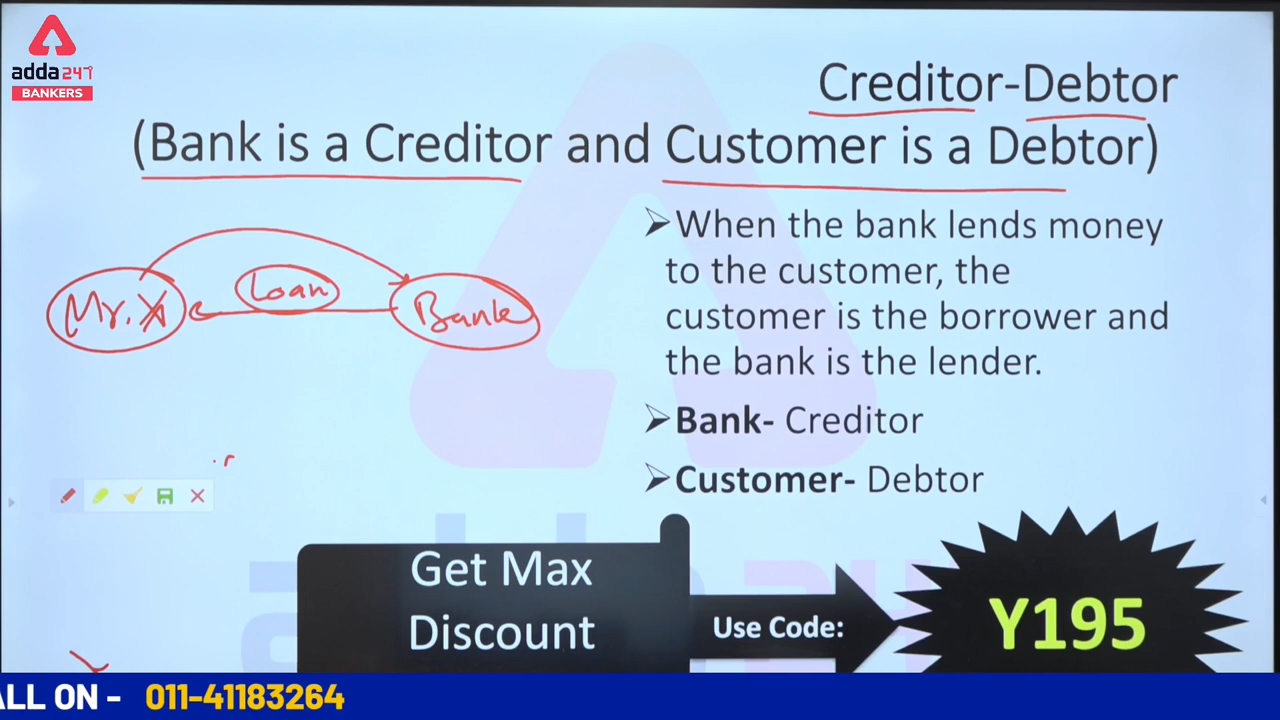 adda247
BANKERS
Creditor-Debtor
(Bank is a Creditor and Customer is a Debtor)
Mr. X
Loan
Bank
➢When the bank lends money
to the customer, the
customer is the borrower and
the bank is the lender.
➢Bank- Creditor
➢Customer- Debtor
Get Max
Discount
Use Code:
Y195
ALL ON - 011-41183264